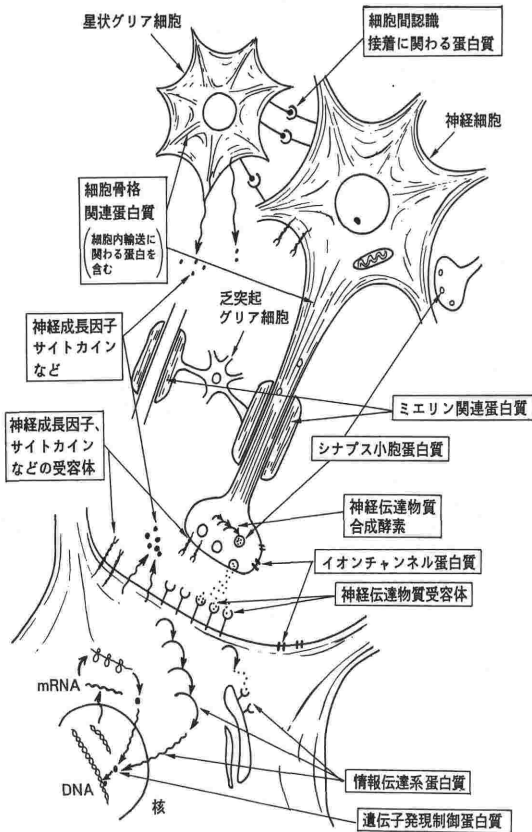 星状グリア細胞
細胞間認識
接着に関わる蛋白質
神経細胞
細胞骨格
関連蛋白質
(細胞内輸送に
関わる蛋白を
含む)
乏突起
グリア細胞
神経成長因子
サイトカイン
など
ミエリン関連蛋白質
神経成長因子、
サイトカイン
などの受容体
シナプス小胞蛋白質
神経伝達物質
合成酵素
イオンチャンネル蛋白質
神経伝達物質受容体
mRNA
DNA
核
情報伝達系蛋白質
遺伝子発現制御蛋白質